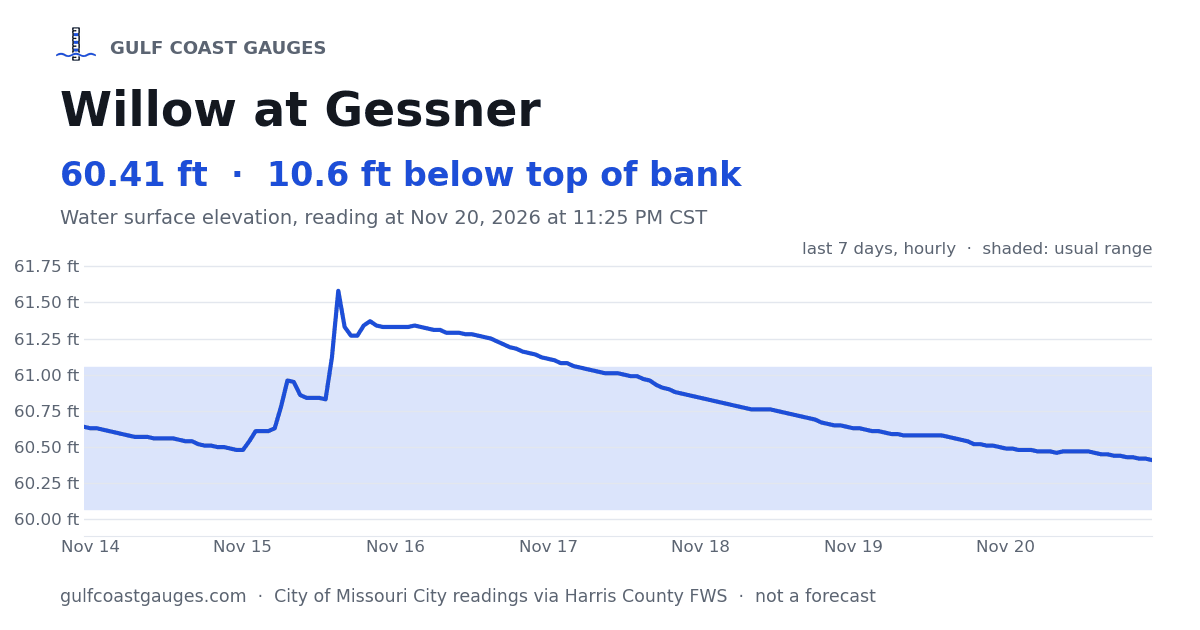 GULF COAST GAUGES
Willow at Gessner
60.41 ft · 10.6 ft below top of bank
Water surface elevation, reading at Nov 20, 2026 at 11:25 PM CST
last 7 days, hourly · shaded: usual range
61.75 ft
61.50 ft
61.25 ft
61.00 ft
60.75 ft
60.50 ft
60.25 ft
60.00 ft
Nov 14 Nov 15 Nov 16 Nov 17 Nov 18 Nov 19 Nov 20
gulfcoastgauges.com · City of Missouri City readings via Harris County FWS · not a forecast